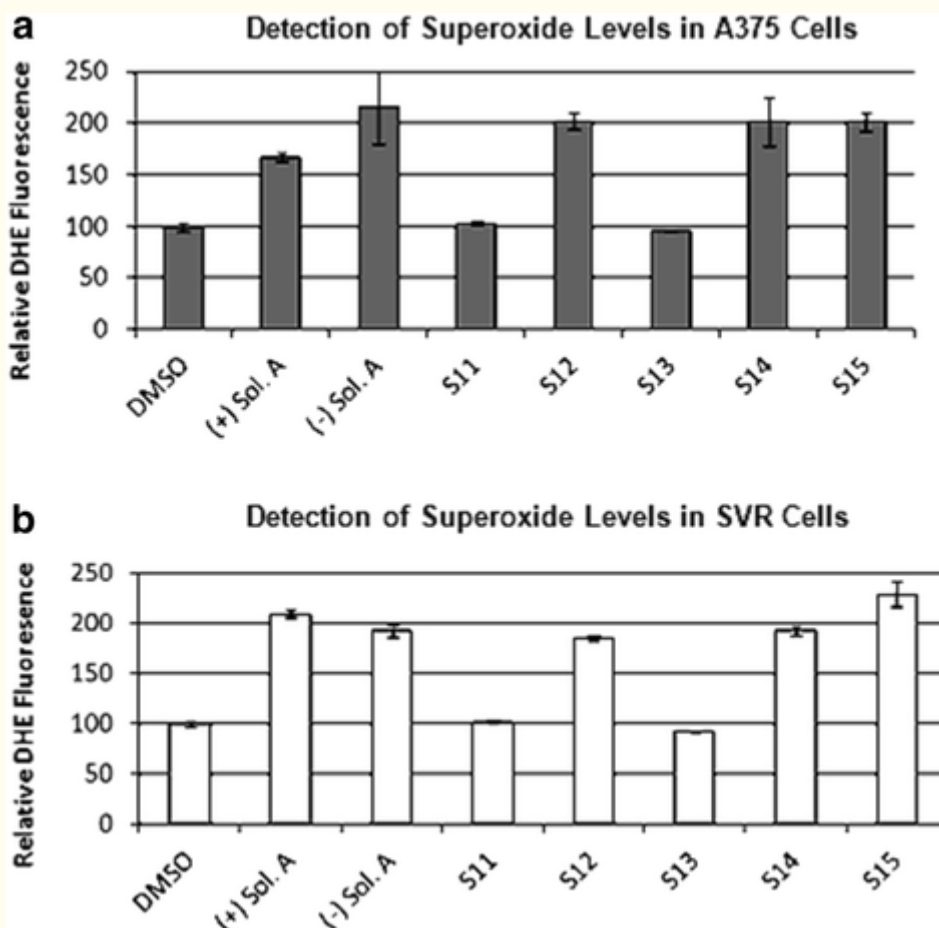 a
Detection of Superoxide Levels in A375 Cells
Relative DHE Fluorescence
250
200
150
100
50
0
DMSO
(+) Sol. A
(-) Sol. A
S11
S12
S13
S14
S15
b
Detection of Superoxide Levels in SVR Cells
Relative DHE Fluoresence
250
200
150
100
50
0
DMSO
(+) Sol. A
(-) Sol. A
S11
S12
S13
S14
S15